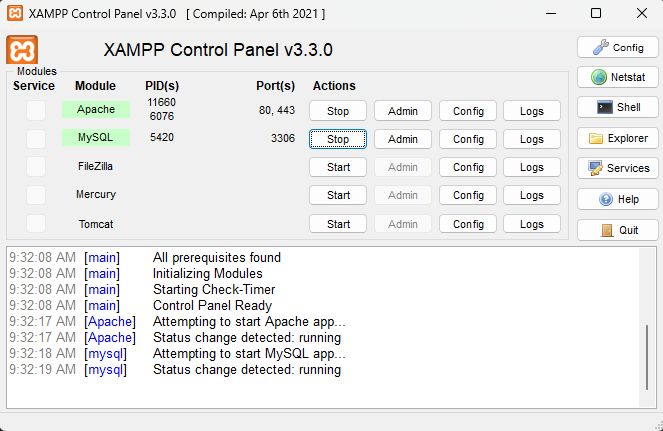 XAMPP Control Panel v3.3.0 [ Compiled: Apr 6th 2021 ]
XAMPP Control Panel v3.3.0
Config
Modules
Service Module PID(s) Port(s) Actions
Netstat
Apache 11660 6076 80, 443 Stop Admin Config Logs
Shell
MySQL 5420 3306 Stop Admin Config Logs
Explorer
FileZilla Start Admin Config Logs
Services
Mercury Start Admin Config Logs
Help
Tomcat Start Admin Config Logs
Quit
9:32:08 AM [main] All prerequisites found
9:32:08 AM [main] Initializing Modules
9:32:08 AM [main] Starting Check-Timer
9:32:08 AM [main] Control Panel Ready
9:32:17 AM [Apache] Attempting to start Apache app...
9:32:17 AM [Apache] Status change detected: running
9:32:18 AM [mysql] Attempting to start MySQL app...
9:32:19 AM [mysql] Status change detected: running